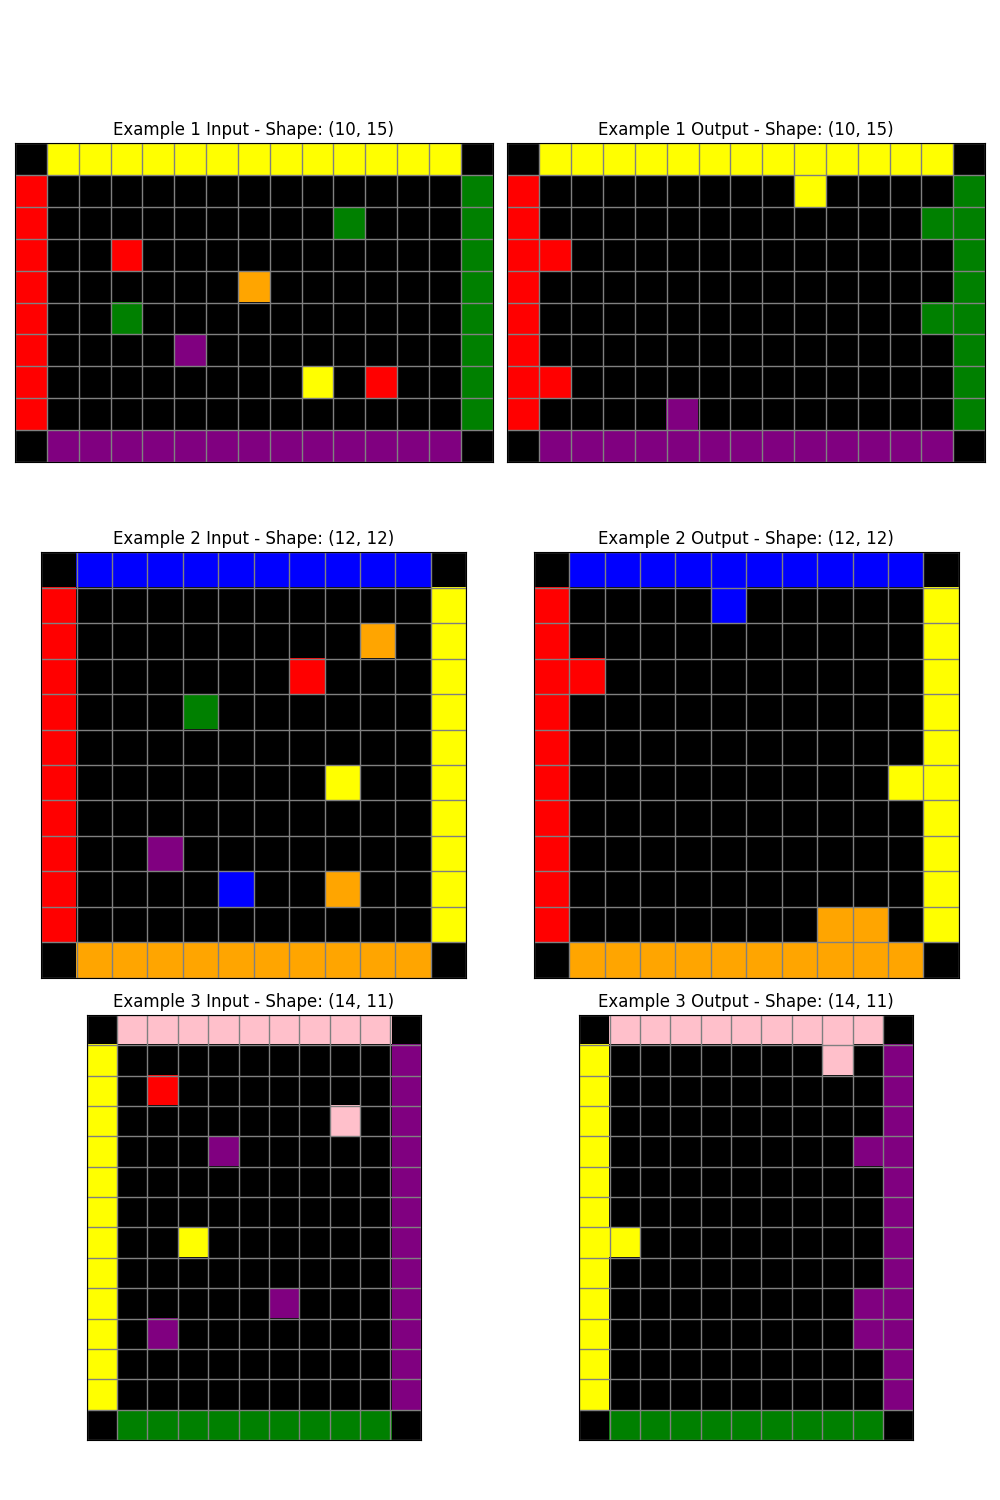 Example 1 Input - Shape: (10, 15)
Example 1 Output - Shape: (10, 15)
Example 2 Input - Shape: (12, 12)
Example 2 Output - Shape: (12, 12)
Example 3 Input - Shape: (14, 11)
Example 3 Output - Shape: (14, 11)